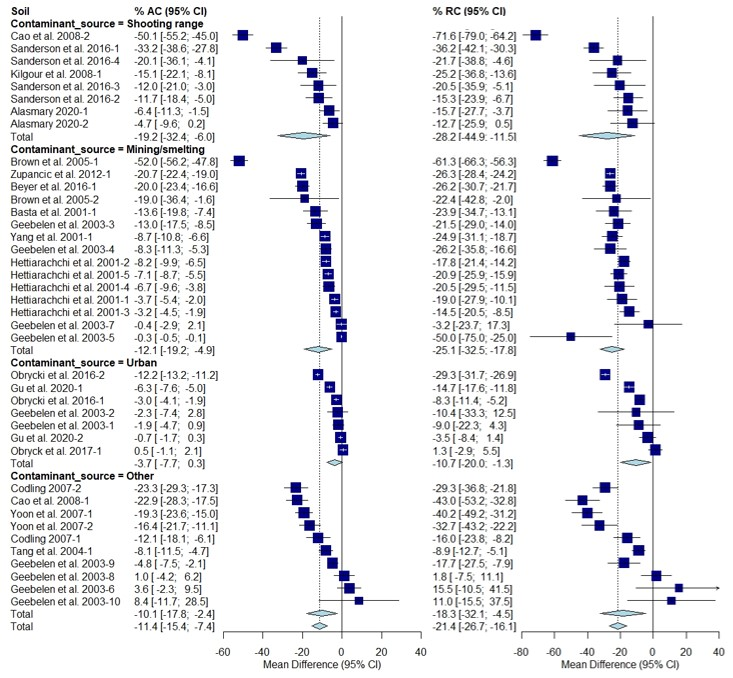 Soil % AC (95% CI) % RC (95% CI)
Contaminant_source = Shooting range
Cao et al. 2008-2 -50.1 [-55.2; -45.0] -71.6 [-79.0; -64.2]
Sanderson et al. 2016-1 -33.2 [-38.6; -27.8] -36.2 [-42.1; -30.3]
Sanderson et al. 2016-4 -20.1 [-36.1; -4.1] -21.7 [-38.8; -4.6]
Kilgour et al. 2008-1 -15.1 [-22.1; -8.1] -25.2 [-36.8; -13.6]
Sanderson et al. 2016-3 -12.0 [-21.0; -3.0] -20.5 [-35.9; -5.1]
Sanderson et al. 2016-2 -11.7 [-18.4; -5.0] -15.3 [-23.9; -6.7]
Alasmary 2020-1 -6.4 [-11.3; -1.5] -15.7 [-27.7; -3.7]
Alasmary 2020-2 -4.7 [-9.6; 0.2] -12.7 [-25.9; 0.5]
Total -19.2 [-32.4; -6.0] -28.2 [-44.9; -11.5]
Contaminant_source = Mining/smelting
Brown et al. 2005-1 -52.0 [-56.2; -47.8] -61.3 [-66.3; -56.3]
Zupancic et al. 2012-1 -20.7 [-22.4; -19.0] -26.3 [-28.4; -24.2]
Beyer et al. 2016-1 -20.0 [-23.4; -16.6] -26.2 [-30.7; -21.7]
Brown et al. 2005-2 -19.0 [-36.4; -1.6] -22.4 [-42.8; -2.0]
Basta et al. 2001-1 -13.6 [-19.8; -7.4] -23.9 [-34.7; -13.1]
Geebelen et al. 2003-3 -13.0 [-17.5; -8.5] -21.5 [-29.0; -14.0]
Yang et al. 2001-1 -8.7 [-10.8; -6.6] -24.9 [-31.1; -18.7]
Geebelen et al. 2003-4 -8.3 [-11.3; -5.3] -26.2 [-35.8; -16.6]
Hettiarachchi et al. 2001-2 -8.2 [-9.9; -6.5] -17.8 [-21.4; -14.2]
Hettiarachchi et al. 2001-5 -7.1 [-8.7; -5.5] -20.9 [-25.9; -15.9]
Hettiarachchi et al. 2001-4 -6.7 [-9.6; -3.8] -20.5 [-29.5; -11.5]
Hettiarachchi et al. 2001-1 -3.7 [-5.4; -2.0] -19.0 [-27.9; -10.1]
Hettiarachchi et al. 2001-3 -3.2 [-4.5; -1.9] -14.5 [-20.5; -8.5]
Geebelen et al. 2003-7 -0.4 [-2.9; 2.1] -3.2 [-23.7; 17.3]
Geebelen et al. 2003-5 -0.3 [-0.5; -0.1] -50.0 [-75.0; -25.0]
Total -12.1 [-19.2; -4.9] -25.1 [-32.5; -17.8]
Contaminant_source = Urban
Obrycki et al. 2016-2 -12.2 [-13.2; -11.2] -29.3 [-31.7; -26.9]
Gu et al. 2020-1 -6.3 [-7.6; -5.0] -14.7 [-17.6; -11.8]
Obrycki et al. 2016-1 -3.0 [-4.1; -1.9] -8.3 [-11.4; -5.2]
Geebelen et al. 2003-2 -2.3 [-7.4; 2.8] -10.4 [-33.3; 12.5]
Geebelen et al. 2003-1 -1.9 [-4.7; 0.9] -9.0 [-22.3; 4.3]
Gu et al. 2020-2 -0.7 [-1.7; 0.3] -3.5 [-8.4; 1.4]
Obryck et al. 2017-1 0.5 [-1.1; 2.1] 1.3 [-2.9; 5.5]
Total -3.7 [-7.7; 0.3] -10.7 [-20.0; -1.3]
Contaminant_source = Other
Codling 2007-2 -23.3 [-29.3; -17.3] -29.3 [-36.8; -21.8]
Cao et al. 2008-1 -22.9 [-28.3; -17.5] -43.0 [-53.2; -32.8]
Yoon et al. 2007-1 -19.3 [-23.6; -15.0] -40.2 [-49.2; -31.2]
Yoon et al. 2007-2 -16.4 [-21.7; -11.1] -32.7 [-43.2; -22.2]
Codling 2007-1 -12.1 [-18.1; -6.1] -16.0 [-23.8; -8.2]
Tang et al. 2004-1 -8.1 [-11.5; -4.7] -8.9 [-12.7; -5.1]
Geebelen et al. 2003-9 -4.8 [-7.5; -2.1] -17.7 [-27.5; -7.9]
Geebelen et al. 2003-8 1.0 [-4.2; 6.2] 1.8 [-7.5; 11.1]
Geebelen et al. 2003-6 3.6 [-2.3; 9.5] 15.5 [-10.5; 41.5]
Geebelen et al. 2003-10 8.4 [-11.7; 28.5] 11.0 [-15.5; 37.5]
Total -10.1 [-17.8; -2.4] -18.3 [-32.1; -4.5]
Total -11.4 [-15.4; -7.4] -21.4 [-26.7; -16.1]
-60 -40 -20 0 20 40 -60 -40 -20 0 20 40
Mean Difference (95% CI) Mean Difference (95% CI)